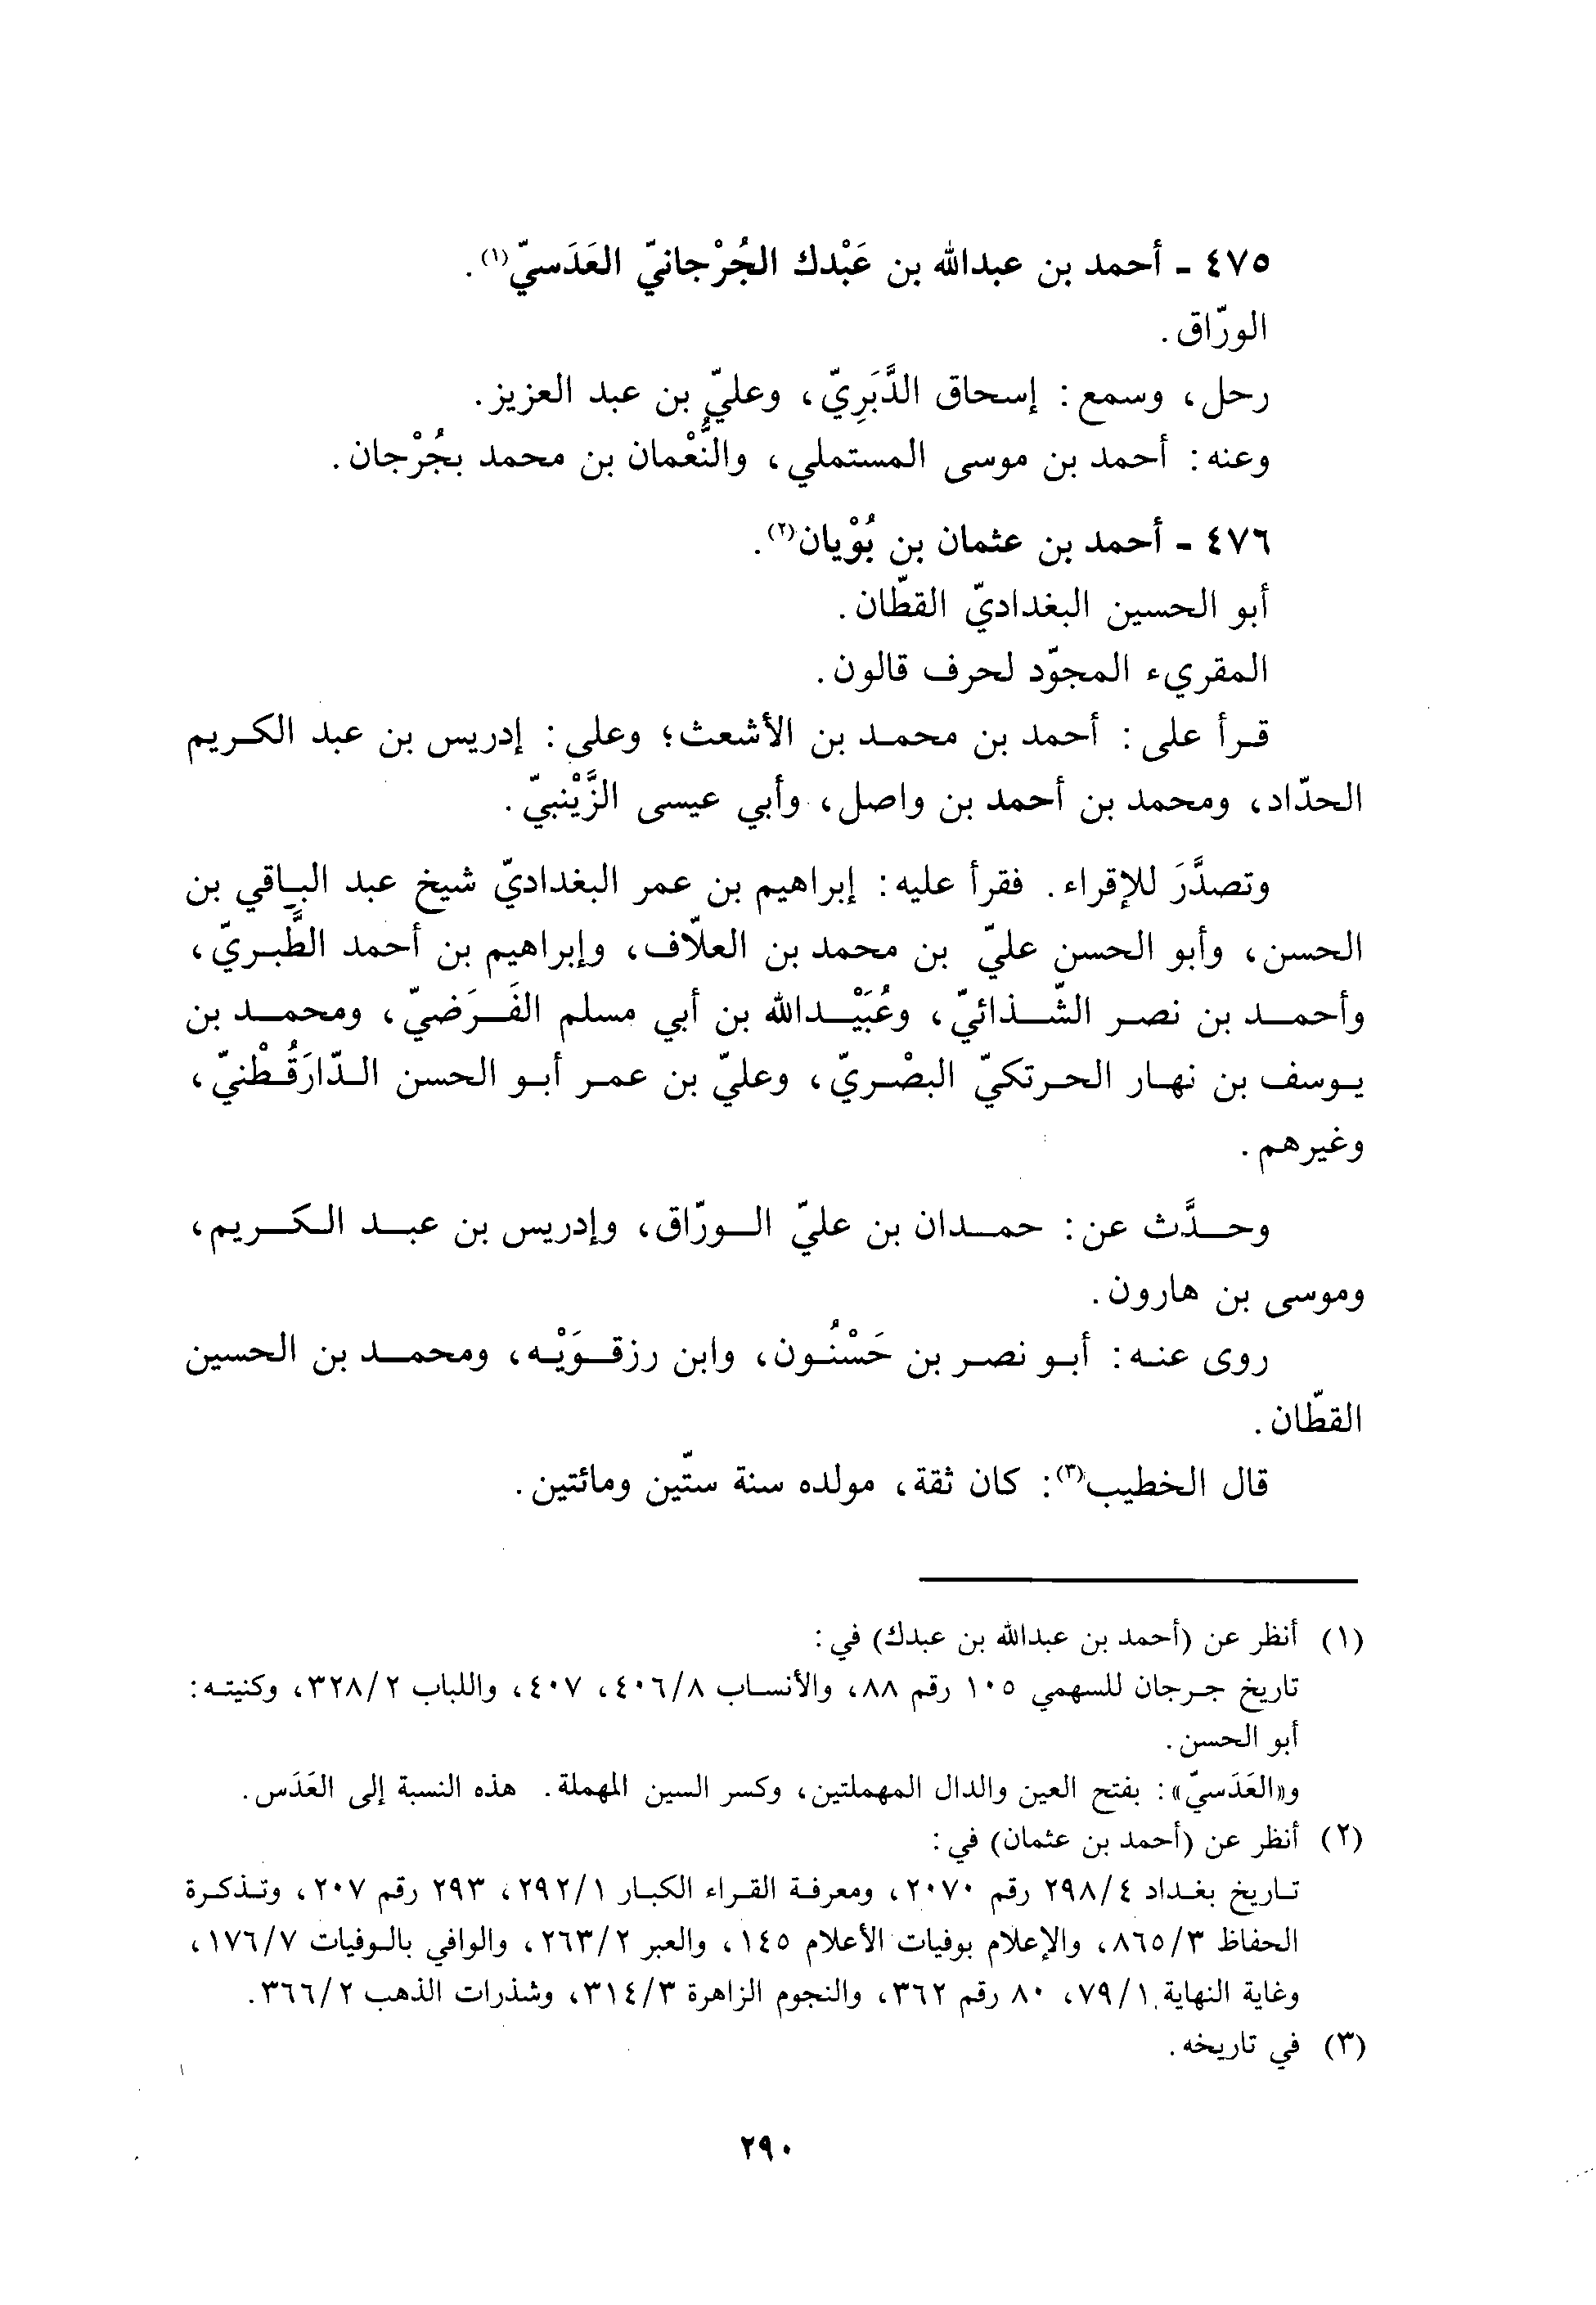 ٤٧٥ - أحمد بن عبدالله بن عَبْدك الجُرْجانيّ العَدَسيّ(١).
الورّاق.
رحل، وسمع: إسحاق الدَّبَرِيّ، وعليّ بن عبد العزيز.
وعنه: أحمد بن موسى المستملي، والنُّعْمان بن محمد بجُرْجان.
٤٧٦ - أحمد بن عثمان بن بُوْيان(٢).
أبو الحسين البغداديّ القطّان.
المقريء المجوّد لحرف قالون.
قرأ على: أحمد بن محمد بن الأشعث؛ وعلى: إدريس بن عبد الكريم
الحدّاد، ومحمد بن أحمد بن واصل، وأبي عيسى الزَّيْنبيّ.
وتصدَّرَ للإقراء. فقرأ عليه: إبراهيم بن عمر البغداديّ شيخ عبد الباقي بن
الحسن، وأبو الحسن عليّ بن محمد بن العلّاف، وإبراهيم بن أحمد الطَّبريّ،
وأحمد بن نصر الشّذائيّ، وعُبَيْدالله بن أبي مسلم الفَرَضيّ، ومحمد بن
يوسف بن نهار الحرتكيّ البصْريّ، وعليّ بن عمر أبو الحسن الدّارَقُطْنيّ،
وغيرهم.
وحدَّث عن: حمدان بن عليّ الورّاق، وإدريس بن عبد الكريم،
وموسى بن هارون.
روى عنه: أبو نصر بن حَسْنُون، وابن رزقَوَيْه، ومحمد بن الحسين
القطّان.
قال الخطيب(٣): كان ثقة، مولده سنة ستّين ومائتين.
(١) أنظر عن (أحمد بن عبدالله بن عبدك) في:
تاريخ جرجان للسهمي ١٠٥ رقم ٨٨، والأنساب ٤٠٦/٨، ٤٠٧، واللباب ٣٢٨/٢، وكنيته:
أبو الحسن.
و«العَدَسيّ»: بفتح العين والدال المهملتين، وكسر السين المهملة. هذه النسبة إلى العَدَس.
(٢) أنظر عن (أحمد بن عثمان) في:
تاريخ بغداد ٢٩٨/٤ رقم ٢٠٧٠، ومعرفة القراء الكبار ٢٩٢/١، ٢٩٣ رقم ٢٠٧، وتذكرة
الحفاظ ٨٦٥/٣، والإعلام بوفيات الأعلام ١٤٥، والعبر ٢٦٣/٢، والوافي بالوفيات ١٧٦/٧،
وغاية النهاية ٧٩/١، ٨٠ رقم ٣٦٢، والنجوم الزاهرة ٣١٤/٣، وشذرات الذهب ٣٦٦/٢.
(٣) في تاريخه.
٢٩٠